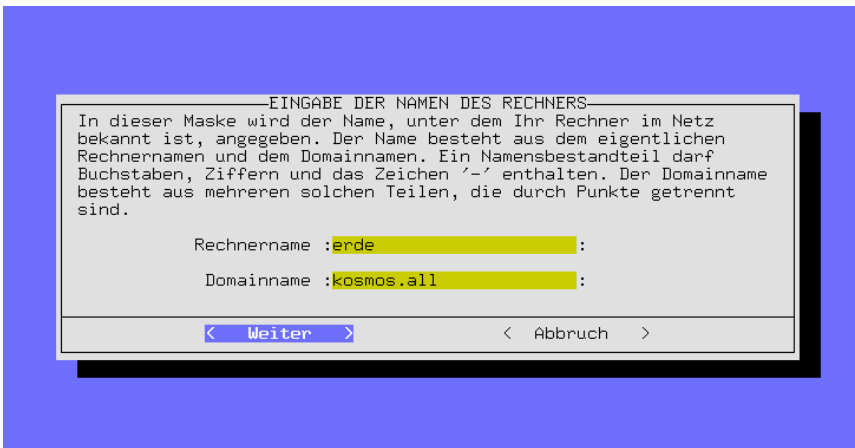 EINGABE DER NAMEN DES RECHNERS
In dieser Maske wird der Name, unter dem Ihr Rechner im Netz
bekannt ist, angegeben. Der Name besteht aus dem eigentlichen
Rechnernamen und dem Domainnamen. Ein Namensbestandteil darf
Buchstaben, Ziffern und das Zeichen '-' enthalten. Der Domainname
besteht aus mehreren solchen Teilen, die durch Punkte getrennt
sind.
Rechnername :erde :
Domainname :kosmos.all :
< Weiter > < Abbruch >